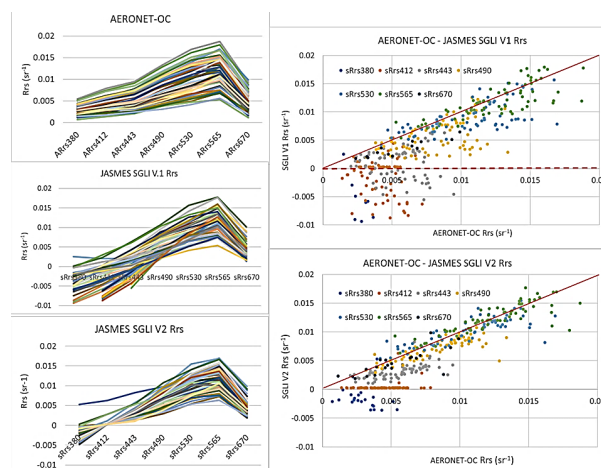 AERONET-OC
0.02
0.015
0.01
0.005
0
Rrs (sr⁻¹)
ARrs380 ARrs412 ARrs443 ARrs490 ARrs530 ARrs565 ARrs670
JASMES SGLI V.1 Rrs
0.02
0.015
0.01
0.005
0
-0.005
-0.01
Rrs (sr⁻¹)
sRrs443 sRrs490 sRrs530 sRrs565 sRrs670
JASMES SGLI V2 Rrs
0.02
0.015
0.01
0.005
0
-0.005
-0.01
Rrs (sr-1)
sRrs380 sRrs412 sRrs443 sRrs490 sRrs530 sRrs565 sRrs670
AERONET-OC - JASMES SGLI V1 Rrs
0.02
0.015
0.01
0.005
0
-0.005
-0.01
SGLI V1 Rrs (sr⁻¹)
sRrs380 sRrs412 sRrs443 sRrs490
sRrs530 sRrs565 sRrs670
0 0.005 0.01 0.015
AERONET-OC Rrs (sr⁻¹)
AERONET-OC - JASMES SGLI V2 Rrs
0.02
0.015
0.01
0.005
0
-0.005
-0.01
SGLI V2 Rrs (sr⁻¹)
sRrs380 sRrs412 sRrs443 sRrs490
sRrs530 sRrs565 sRrs670
0 0.005 0.01 0.015
AERONET-OC Rrs (sr⁻¹)